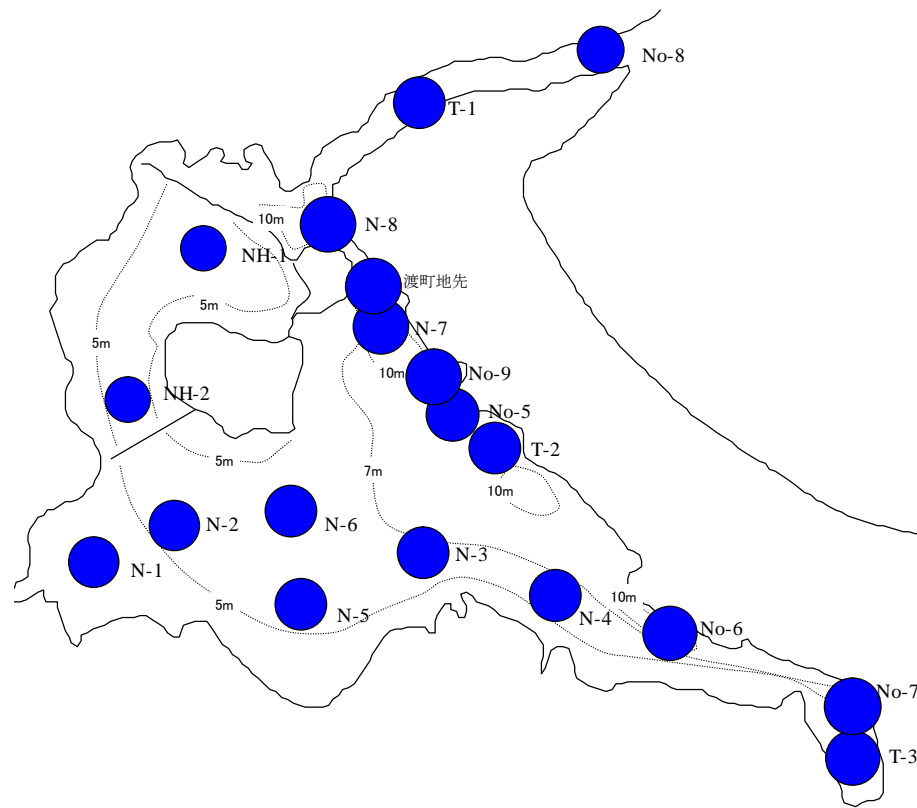 No-8
T-1
10m
N-8
NH-1
渡町地先
5m
N-7
5m
10m
No-9
NH-2
No-5
T-2
5m
7m
10m
N-2
N-6
N-3
N-1
5m
N-5
N-4
10m
No-6
No-7
T-3